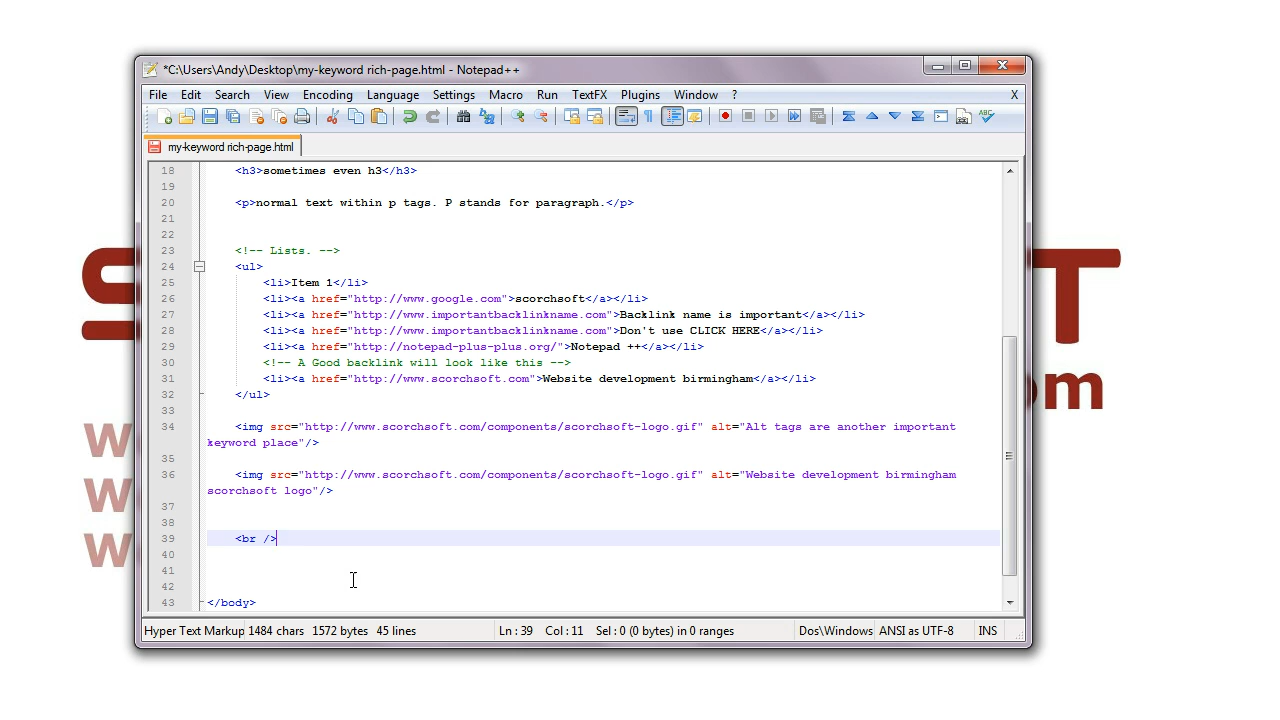 *C:\Users\Andy\Desktop\my-keyword rich-page.html - Notepad++
File Edit Search View Encoding Language Settings Macro Run TextFX Plugins Window ? X
my-keyword rich-page.html
18 <h3>sometimes even h3</h3>
19
20 <p>normal text within p tags. P stands for paragraph.</p>
21
22
23 <!-- Lists. -->
24 <ul>
25 <li>Item 1</li>
26 <li><a href="http://www.google.com">scorchsoft</a></li>
27 <li><a href="http://www.importantbacklinkname.com">Backlink name is important</a></li>
28 <li><a href="http://www.importantbacklinkname.com">Don't use CLICK HERE</a></li>
29 <li><a href="http://notepad-plus-plus.org/">Notepad ++</a></li>
30 <!-- A Good backlink will look like this -->
31 <li><a href="http://www.scorchsoft.com">Website development birmingham</a></li>
32 </ul>
33
34 <img src="http://www.scorchsoft.com/components/scorchsoft-logo.gif" alt="Alt tags are another important
keyword place"/>
35
36 <img src="http://www.scorchsoft.com/components/scorchsoft-logo.gif" alt="Website development birmingham
scorchsoft logo"/>
37
38
39 <br />
40
41
42
43 </body>
Hyper Text Markup 1484 chars 1572 bytes 45 lines Ln : 39 Col : 11 Sel : 0 (0 bytes) in 0 ranges Dos\Windows ANSI as UTF-8 INS
S T
om
w
w
w